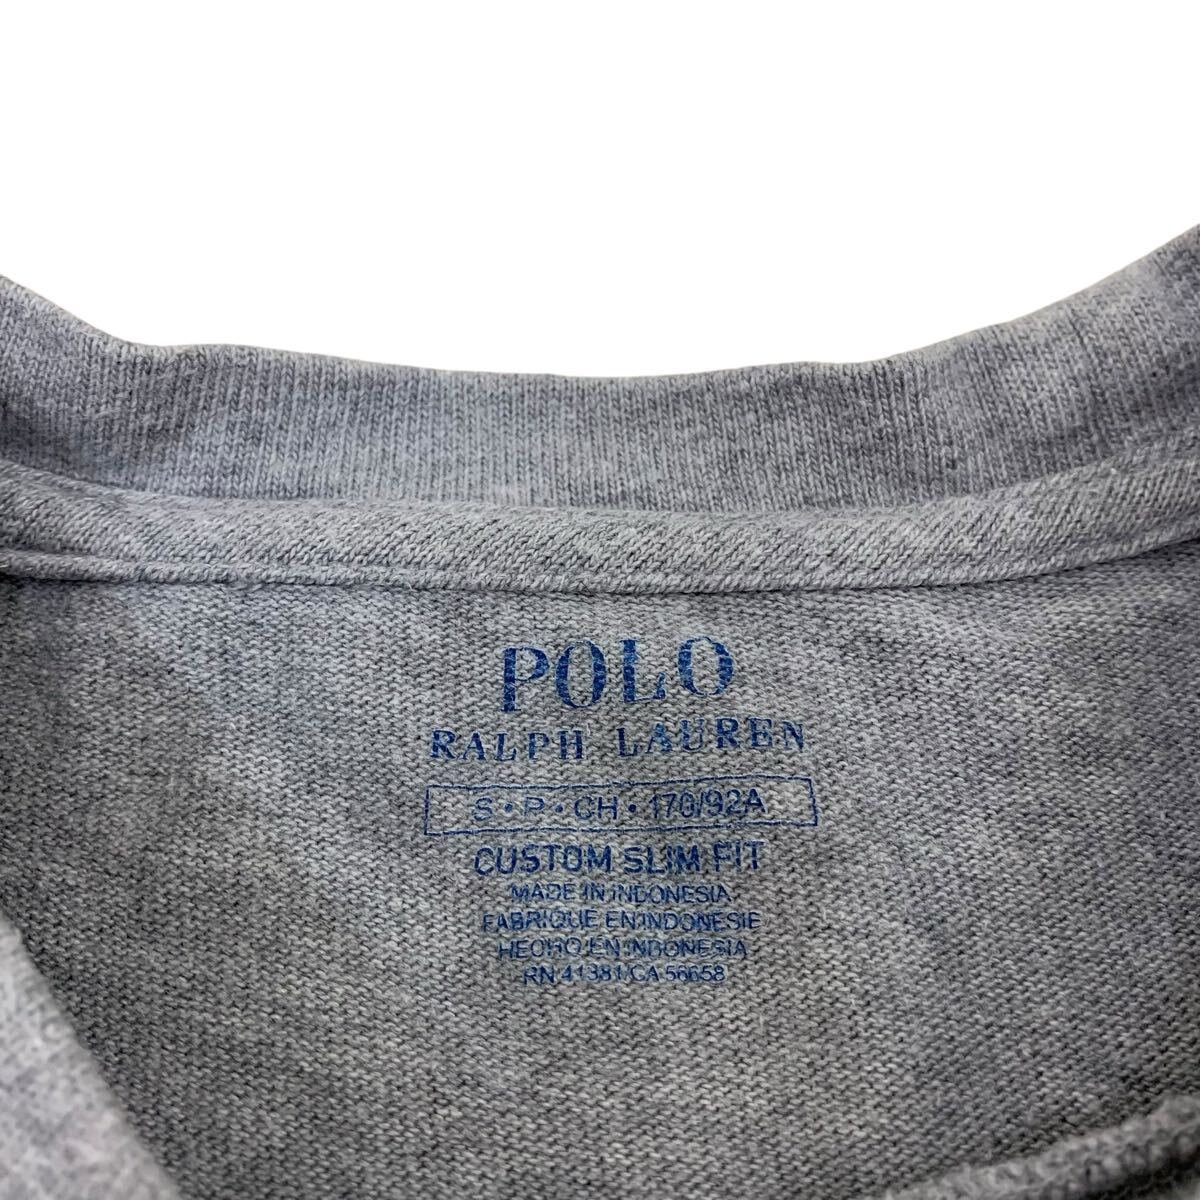 POLO
RALPH LAUREN
S • P • CH • 170/92A
CUSTOM SLIM FIT
MADE IN INDONESIA
FABRIQUE EN INDONESIE
HECHO EN INDONESIA
RN 41381/CA 56658